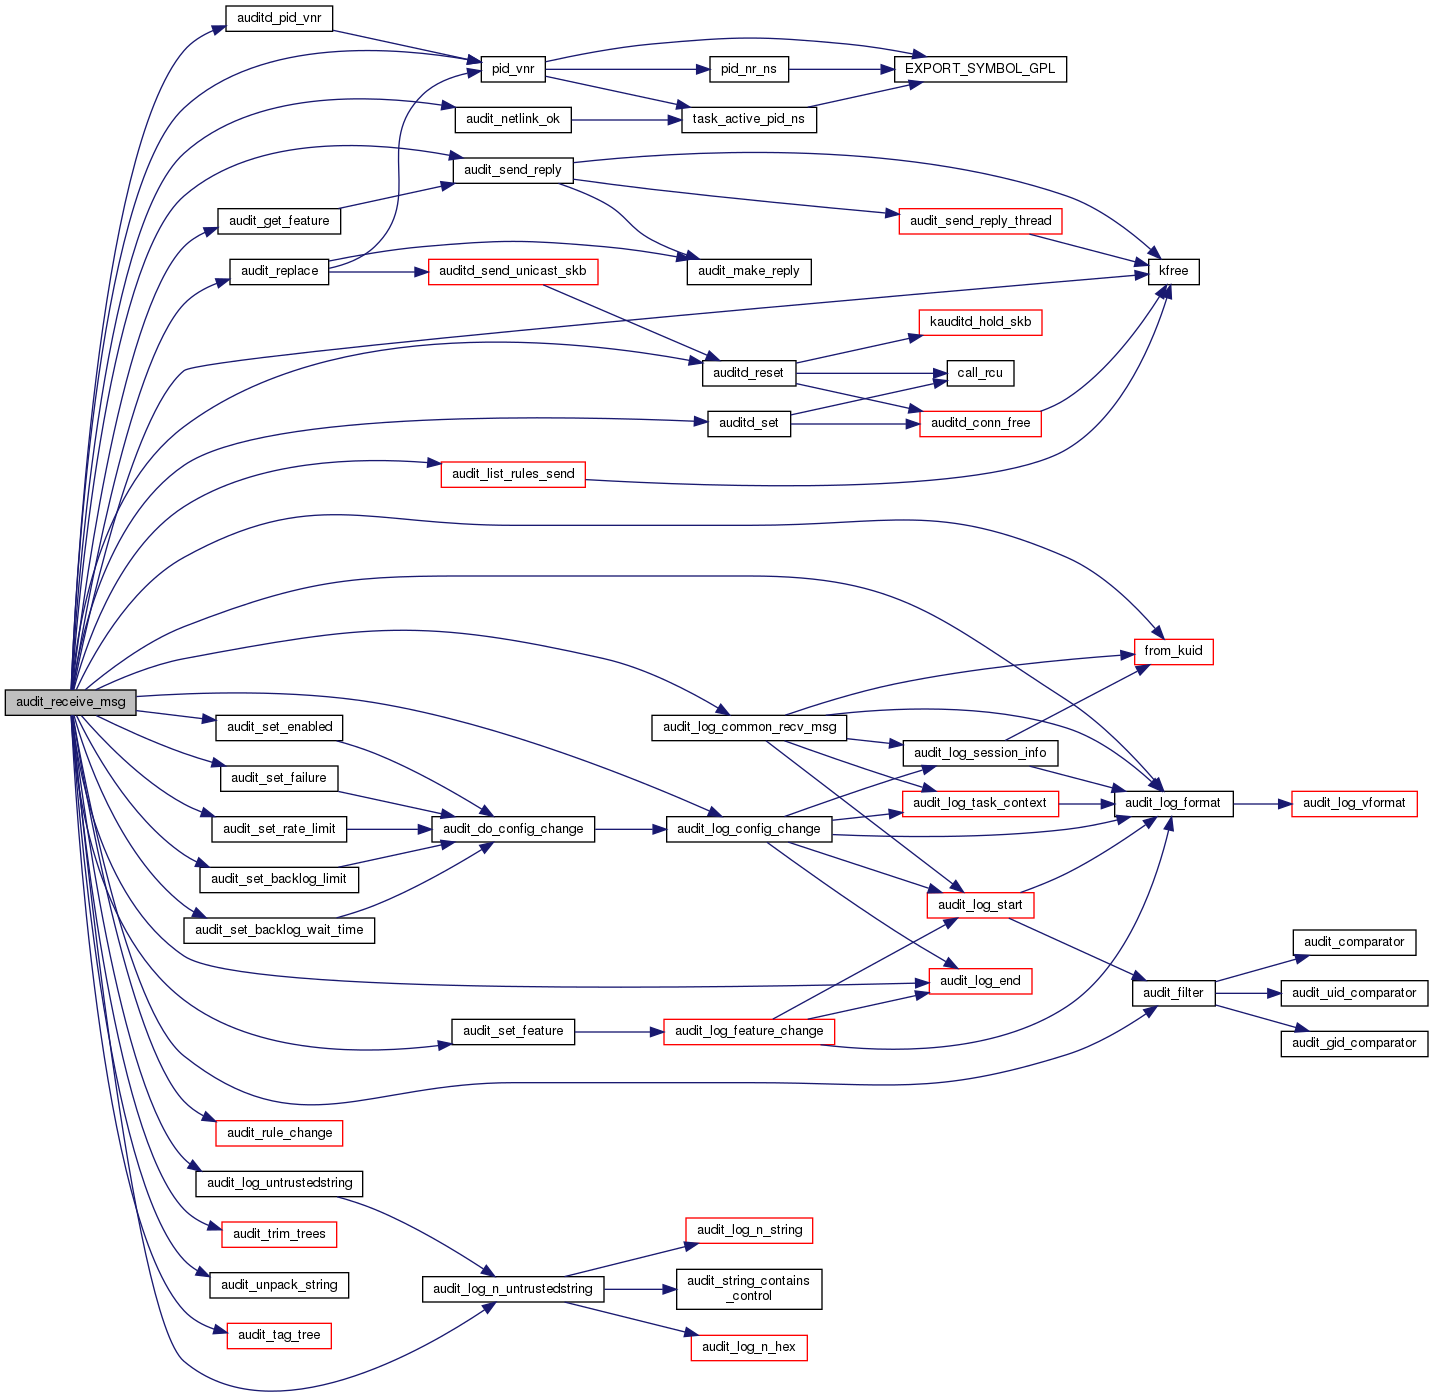 auditd_pid_vnr
pid_vnr
pid_nr_ns
EXPORT_SYMBOL_GPL
audit_netlink_ok
task_active_pid_ns
audit_send_reply
audit_get_feature
audit_send_reply_thread
audit_replace
auditd_send_unicast_skb
audit_make_reply
kfree
kauditd_hold_skb
auditd_reset
call_rcu
auditd_set
auditd_conn_free
audit_list_rules_send
from_kuid
audit_receive_msg
audit_set_enabled
audit_log_common_recv_msg
audit_log_session_info
audit_set_failure
audit_log_task_context
audit_log_format
audit_log_vformat
audit_set_rate_limit
audit_do_config_change
audit_log_config_change
audit_set_backlog_limit
audit_log_start
audit_set_backlog_wait_time
audit_comparator
audit_log_end
audit_filter
audit_uid_comparator
audit_set_feature
audit_log_feature_change
audit_gid_comparator
audit_rule_change
audit_log_untrustedstring
audit_trim_trees
audit_log_n_string
audit_unpack_string
audit_log_n_untrustedstring
audit_string_contains
_control
audit_tag_tree
audit_log_n_hex